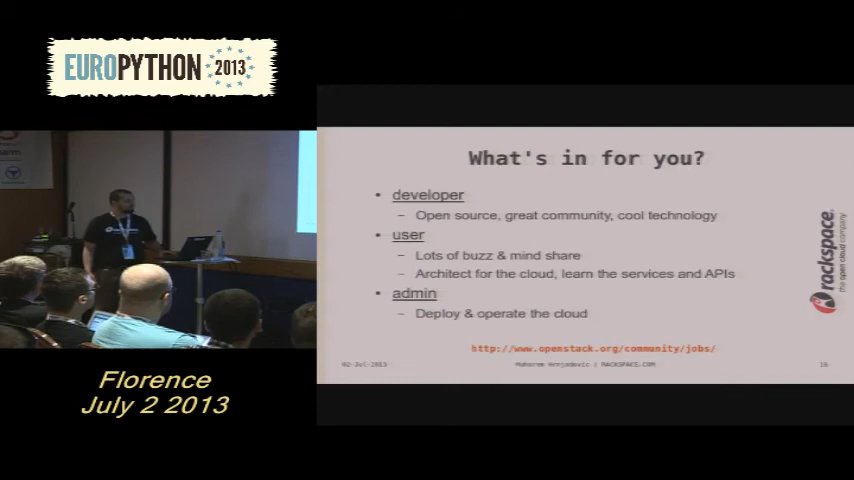 EUROPYTHON 2013
What's in for you?
• developer
– Open source, great community, cool technology
• user
– Lots of buzz & mind share
– Architect for the cloud, learn the services and APIs
• admin
– Deploy & operate the cloud
http://www.openstack.org/community/jobs/
02-Jul-2013
RACKSPACE.COM
rackspace
the open cloud company
Florence
July 2 2013